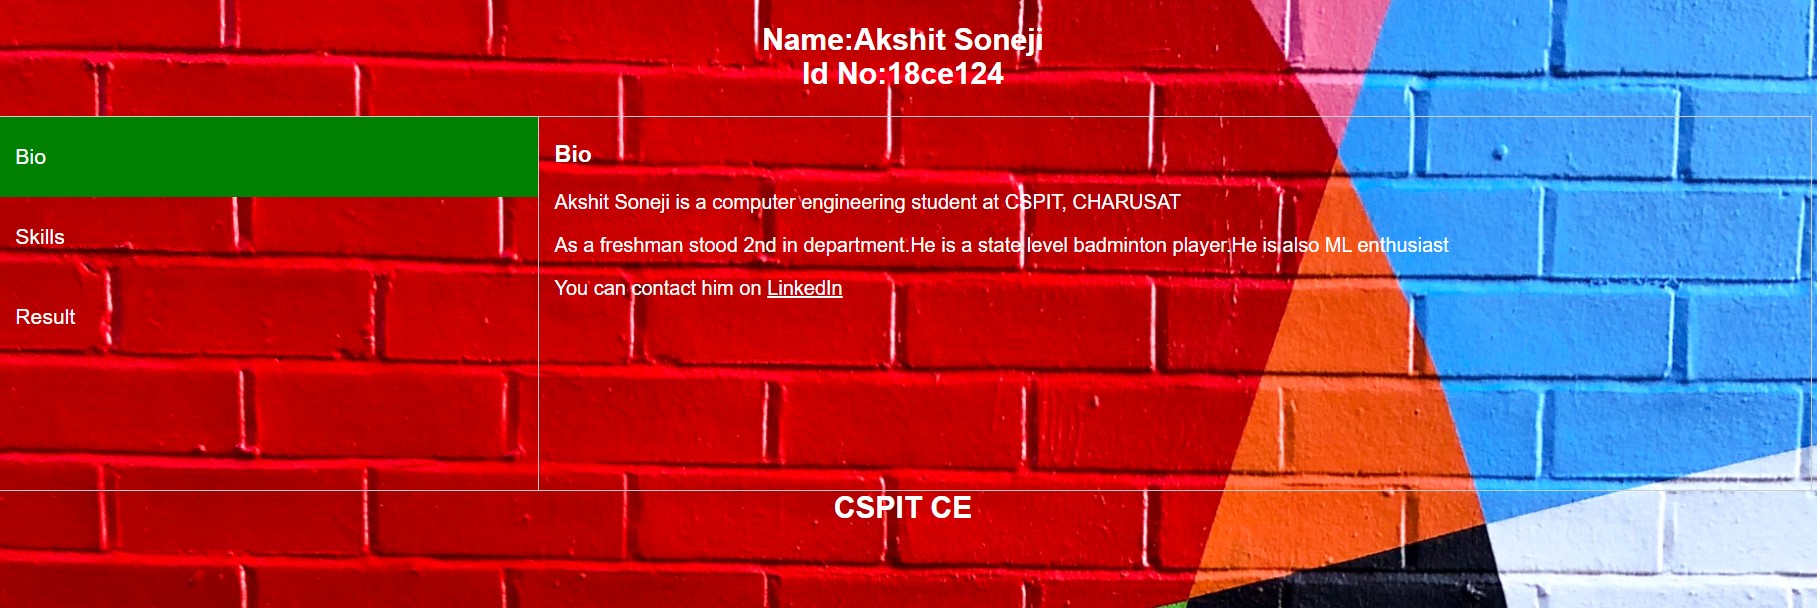 Name:Akshit Soneji
Id No:18ce124
Bio
Skills
Result
Bio
Akshit Soneji is a computer engineering student at CSPIT, CHARUSAT
As a freshman stood 2nd in department.He is a state level badminton player.He is also ML enthusiast
You can contact him on LinkedIn
CSPIT CE